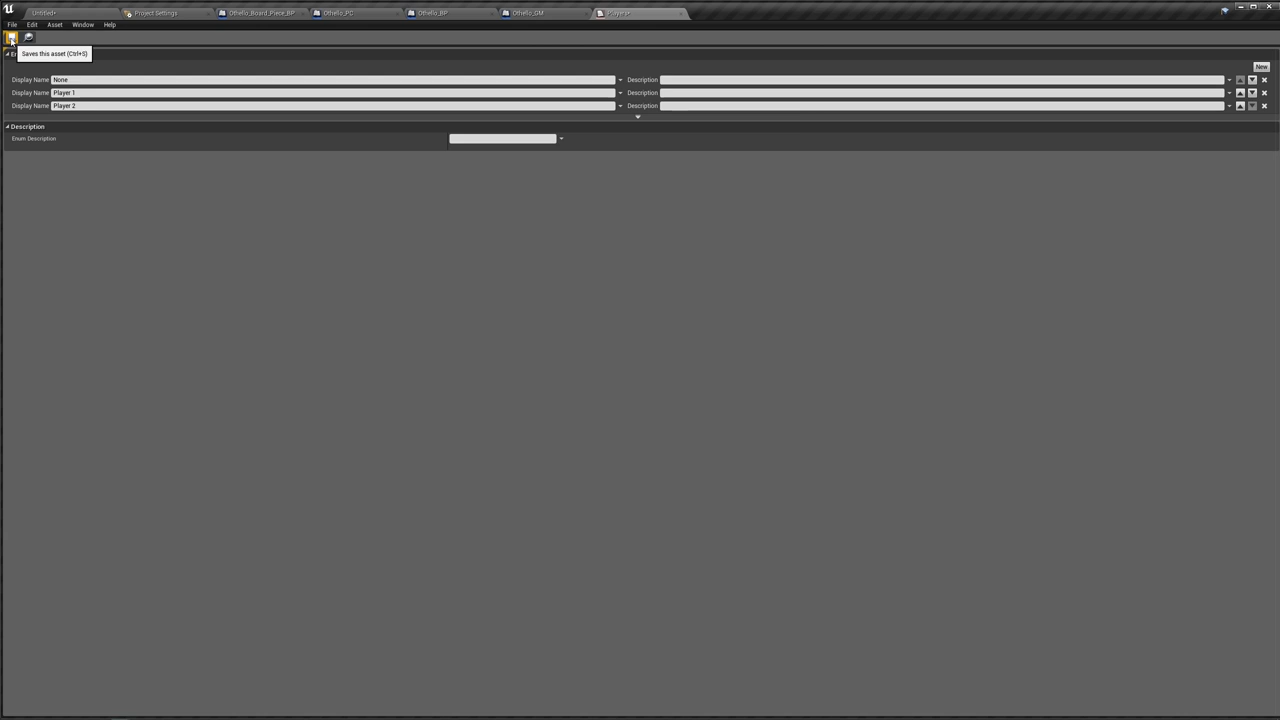 Untitled*
Project Settings
Othello_Board_Piece_BP
Othello_PC
Othello_BP
Othello_GM
File
Edit
Asset
Window
Help
Saves this asset (Ctrl+S)
New
Display Name
None
Description
Display Name
Player 1
Description
Display Name
Player 2
Description
Description
Enum Description